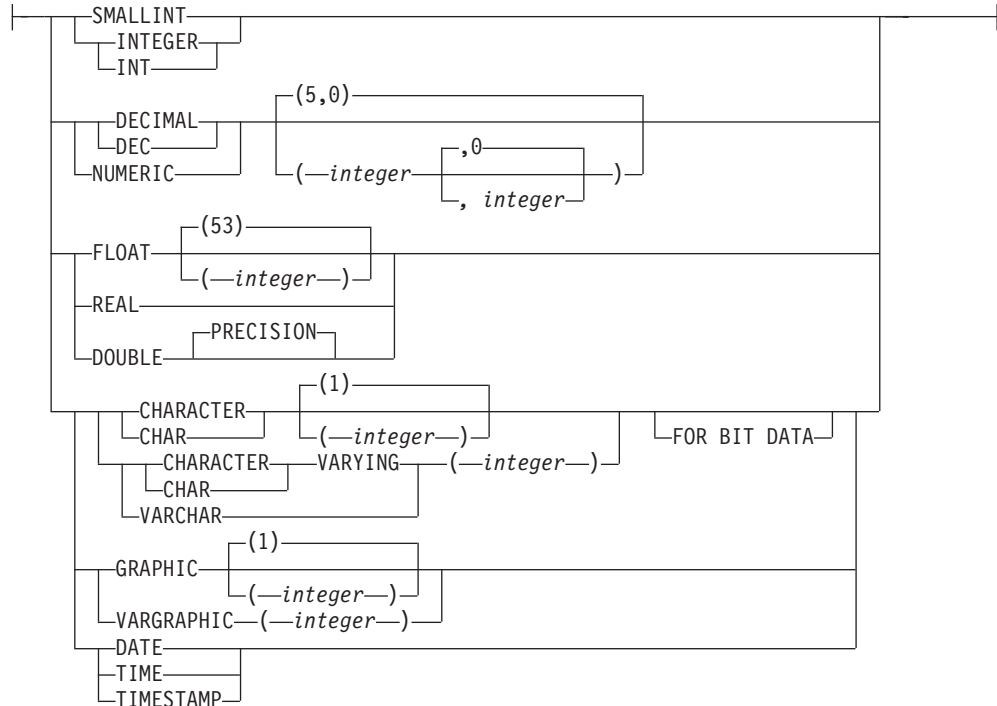 SMALLINT
INTEGER
INT
(5,0)
DECIMAL
DEC
NUMERIC
,0
( integer )
, integer
(53)
FLOAT
( integer )
REAL
PRECISION
DOUBLE
(1)
CHARACTER
CHAR ( integer ) FOR BIT DATA
CHARACTER VARYING ( integer )
CHAR
VARCHAR
(1)
GRAPHIC
( integer )
VARGRAPHIC ( integer )
DATE
TIME
TIMESTAMP